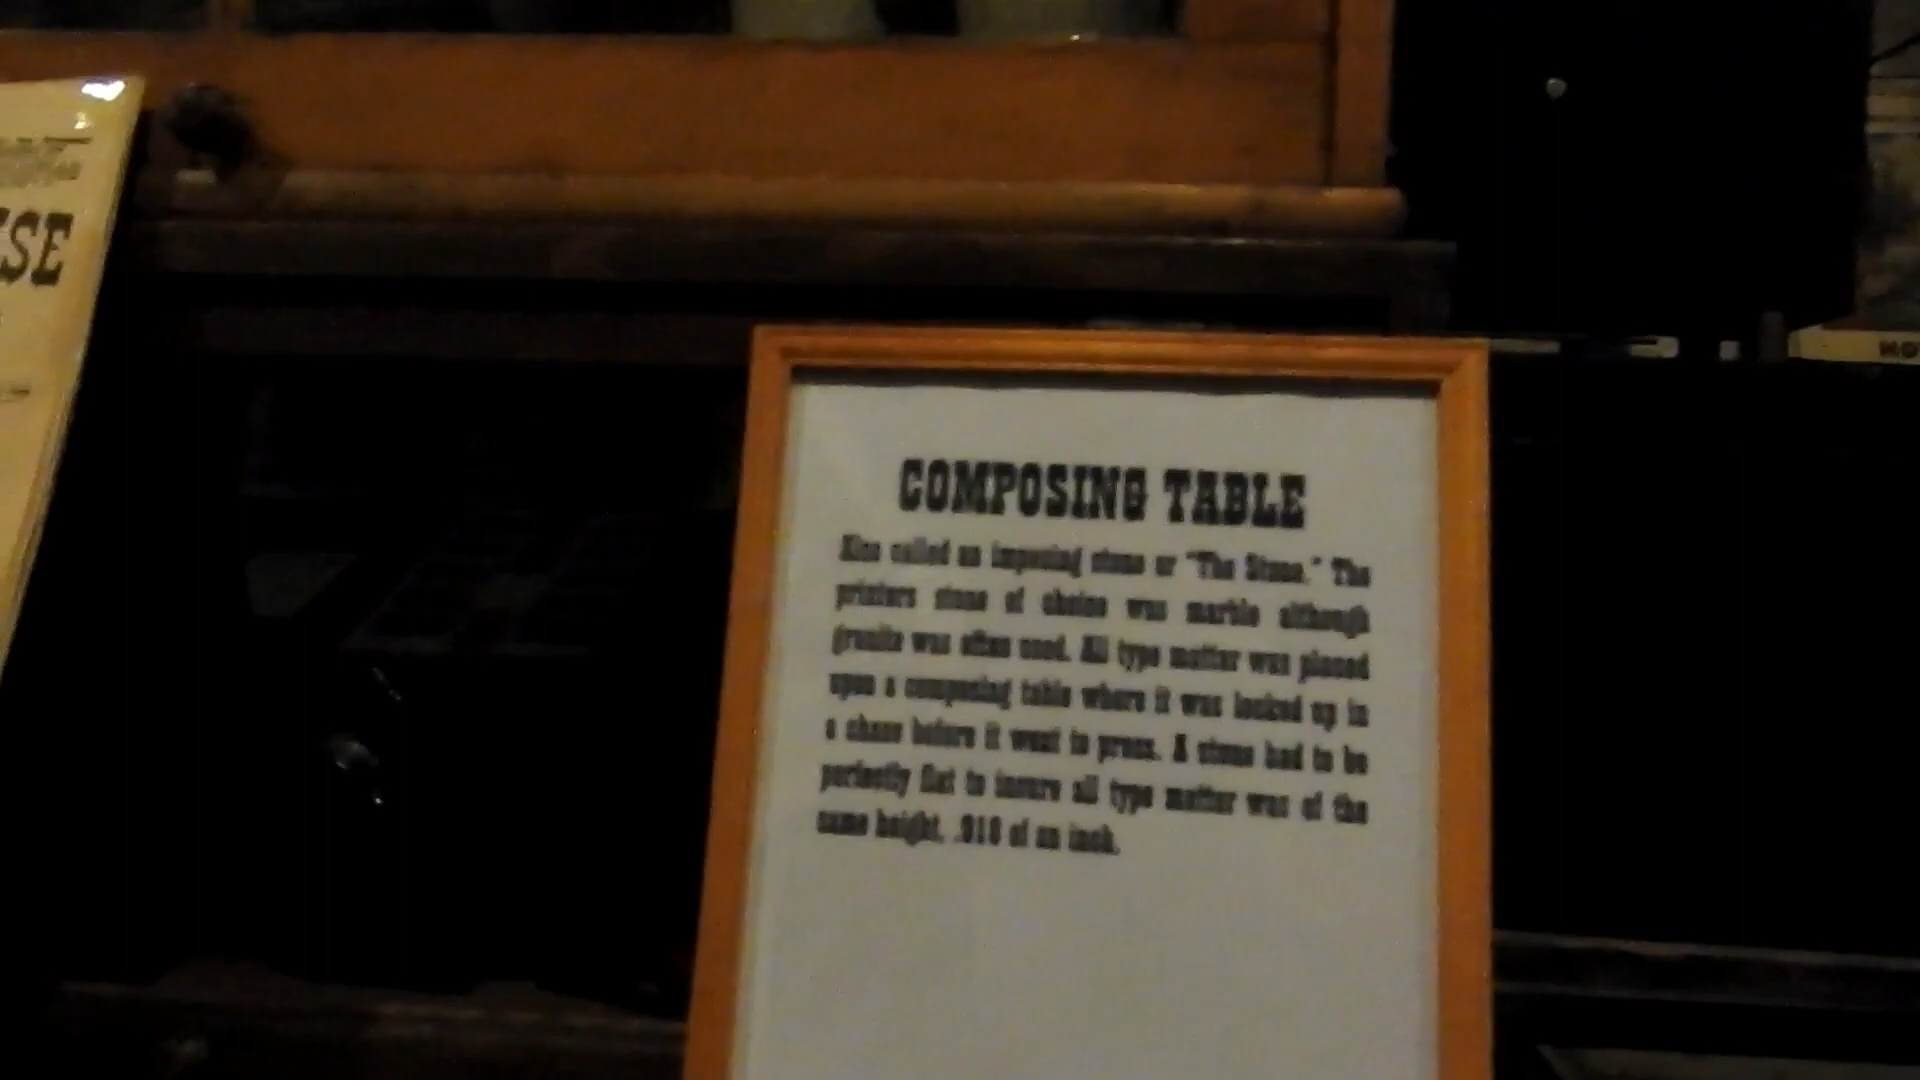 ESE
HO
COMPOSING TABLE
Also called an imposing stone or "The Stone." The
printers stone of choice was marble although
granite was often used. All type matter was placed
upon a composing table where it was locked up in
a chase before it went to press. A stone had to be
perfectly flat to insure all type matter was of the
same height, .918 of an inch.